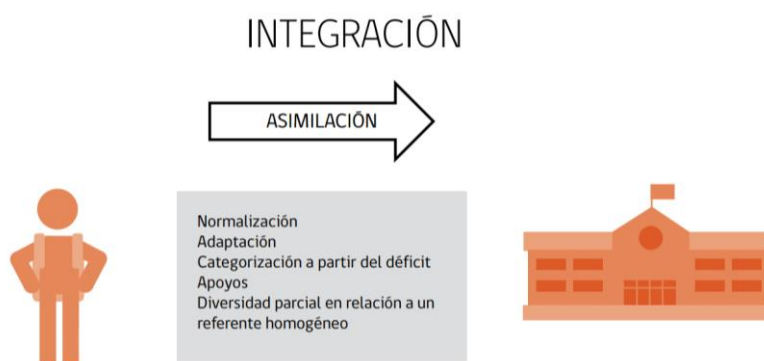 INTEGRACIÓN
ASIMILACIÓN
Normalización
Adaptación
Categorización a partir del déficit
Apoyos
Diversidad parcial en relación a un
referente homogéneo